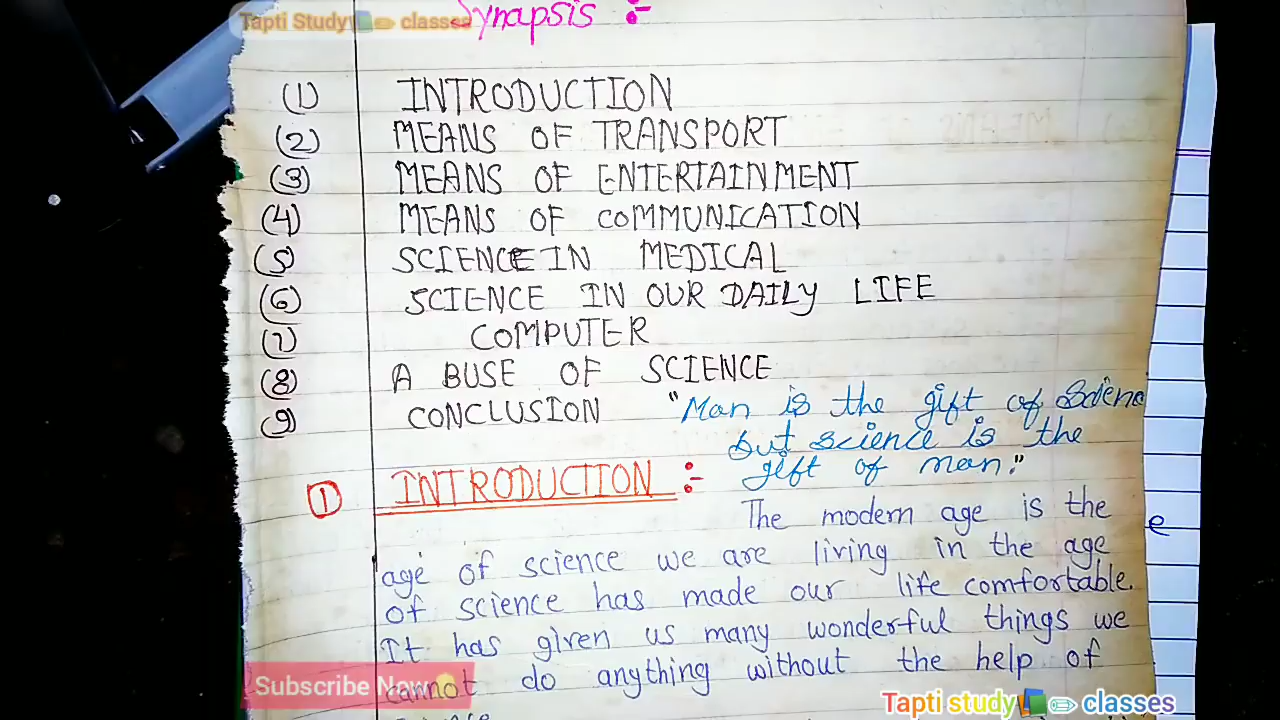 Tapti Study classes
Synapsis :-
(1) INTRODUCTION
(2) MEANS OF TRANSPORT
(3) MEANS OF ENTERTAINMENT
(4) MEANS OF COMMUNICATION
(5) SCIENCE IN MEDICAL
(6) SCIENCE IN OUR DAILY LIFE
(7) COMPUTER
(8) A BUSE OF SCIENCE
(9) CONCLUSION
"Man is the gift of Scienc
but science is the
gift of man."
1 INTRODUCTION :-
The modern age is the
e
age of science we are living in the age
of science has made our life comfortable.
It has given us many wonderful things we
cannot do anything without the help of
Subscribe Now
Tapti study classes